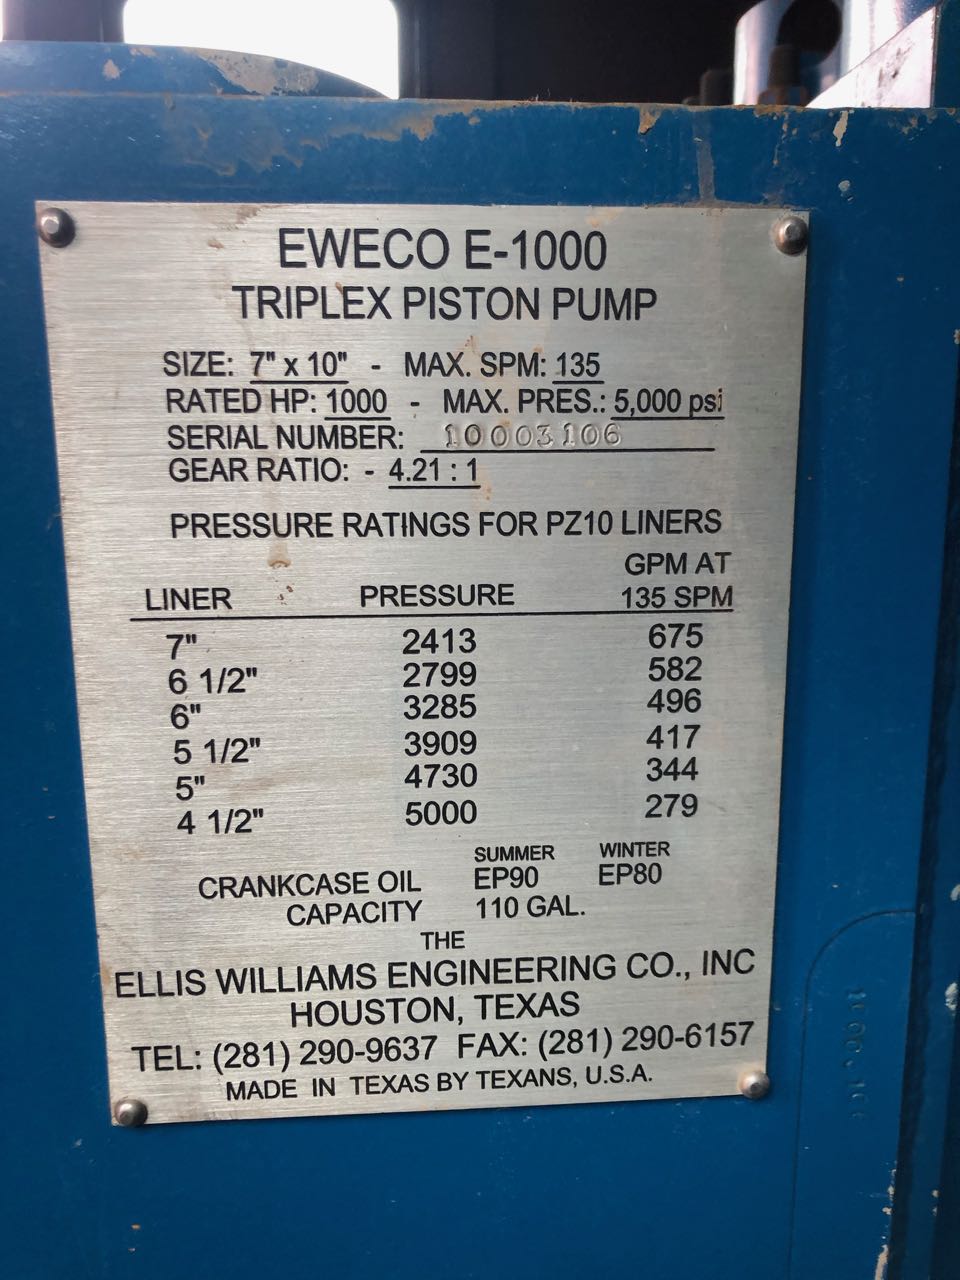 EWECO E-1000
TRIPLEX PISTON PUMP
SIZE: 7" x 10" - MAX. SPM: 135
RATED HP: 1000 - MAX. PRES.: 5,000 psi
SERIAL NUMBER: 10003106
GEAR RATIO: - 4.21 : 1
PRESSURE RATINGS FOR PZ10 LINERS
GPM AT
LINER PRESSURE 135 SPM
7" 2413 675
6 1/2" 2799 582
6" 3285 496
5 1/2" 3909 417
5" 4730 344
4 1/2" 5000 279
SUMMER WINTER
CRANKCASE OIL EP90 EP80
CAPACITY 110 GAL.
THE
ELLIS WILLIAMS ENGINEERING CO., INC
HOUSTON, TEXAS
TEL: (281) 290-9637 FAX: (281) 290-6157
MADE IN TEXAS BY TEXANS, U.S.A.